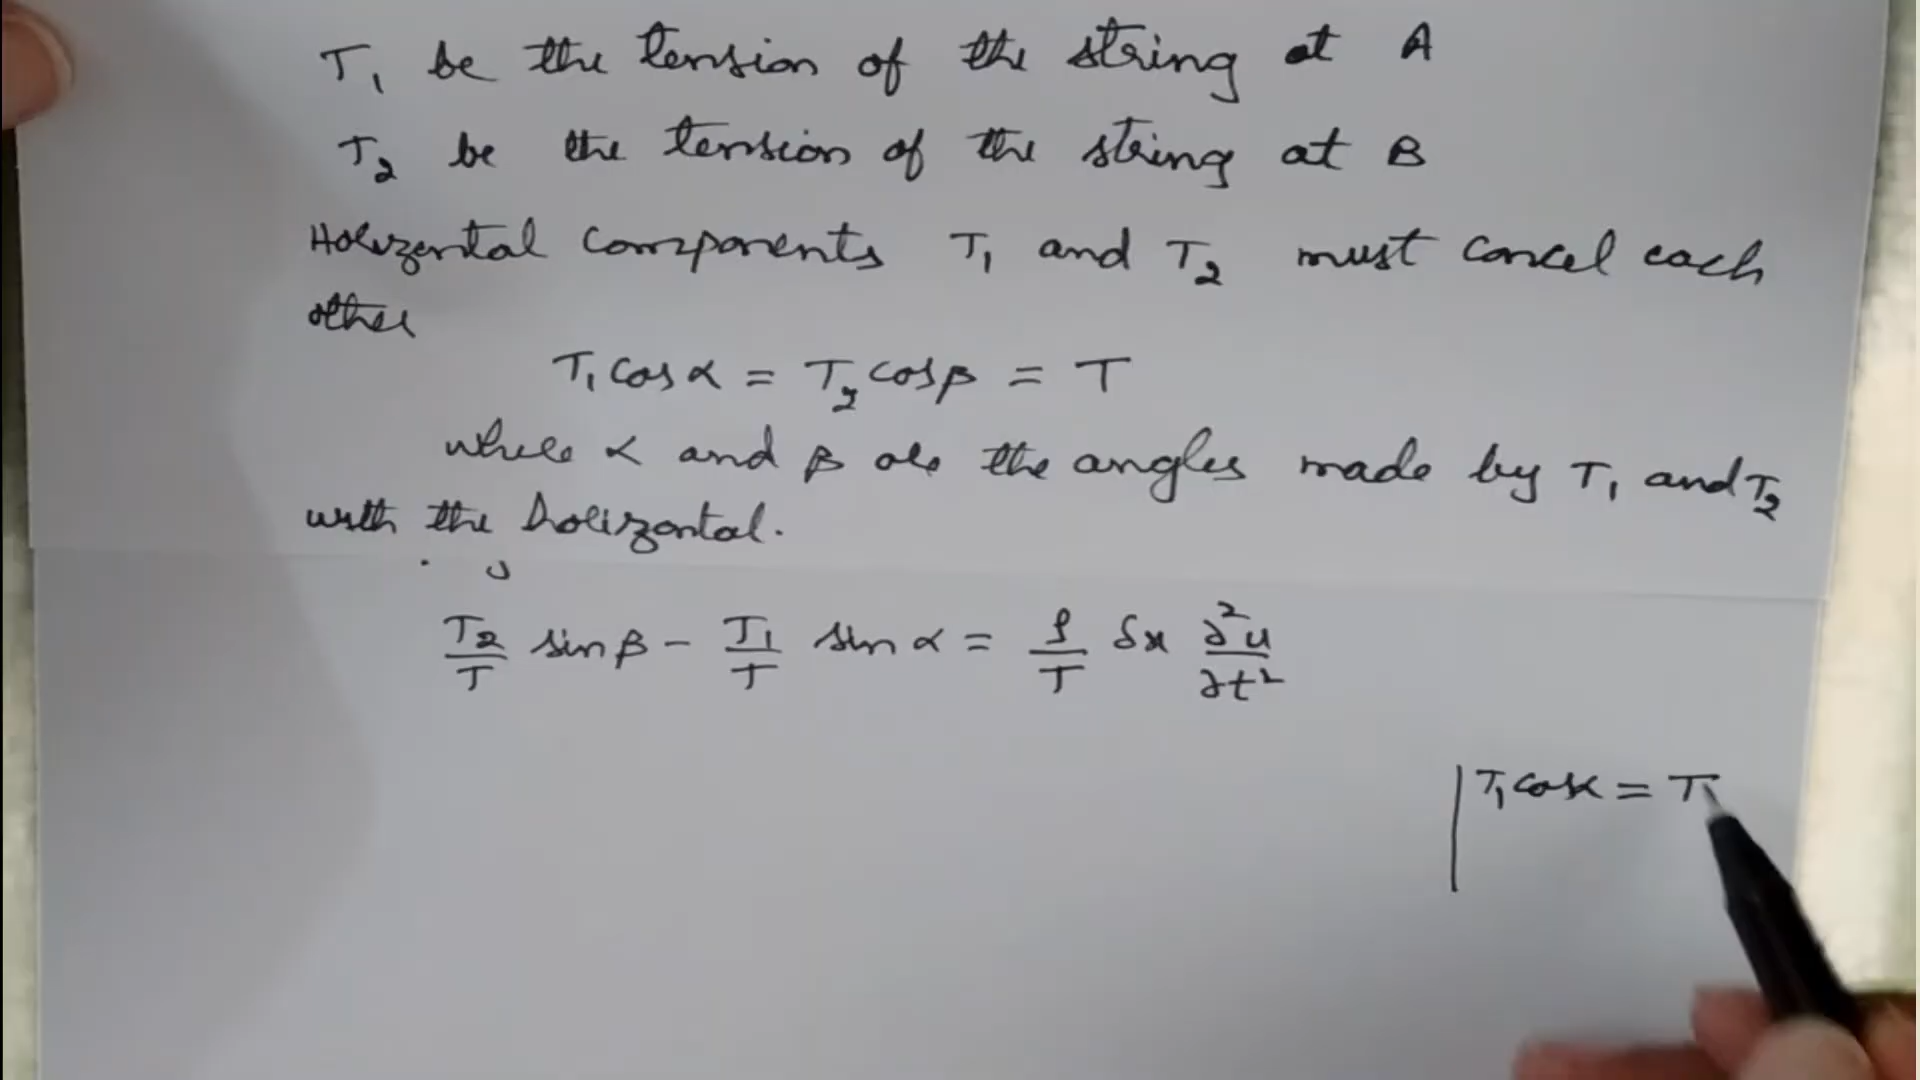 T₁ be the tension of the string at A
T₂ be the tension of the string at B
Horizontal components T₁ and T₂ must cancel each
other
T₁ cos α = T₂ cos β = T
where α and β are the angles made by T₁ and T₂
with the horizontal.
T₂/T sin β - T₁/T sin α = ρ/T δx ∂²u/∂t²
T₁ cos α = T